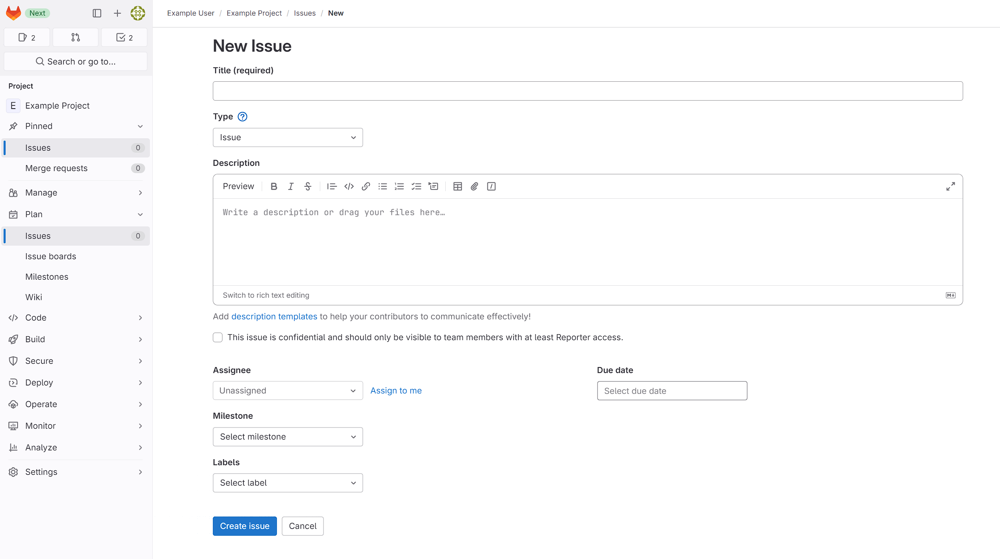 Next
2
2
Search or go to...
Project
E Example Project
Pinned
Issues 0
Merge requests 0
Manage
Plan
Issues 0
Issue boards
Milestones
Wiki
Code
Build
Secure
Deploy
Operate
Monitor
Analyze
Settings
Example User / Example Project / Issues / New
New Issue
Title (required)
Type ?
Issue
Description
Preview
Write a description or drag your files here…
Switch to rich text editing
Add description templates to help your contributors to communicate effectively!
This issue is confidential and should only be visible to team members with at least Reporter access.
Assignee
Unassigned Assign to me
Due date
Select due date
Milestone
Select milestone
Labels
Select label
Create issue Cancel